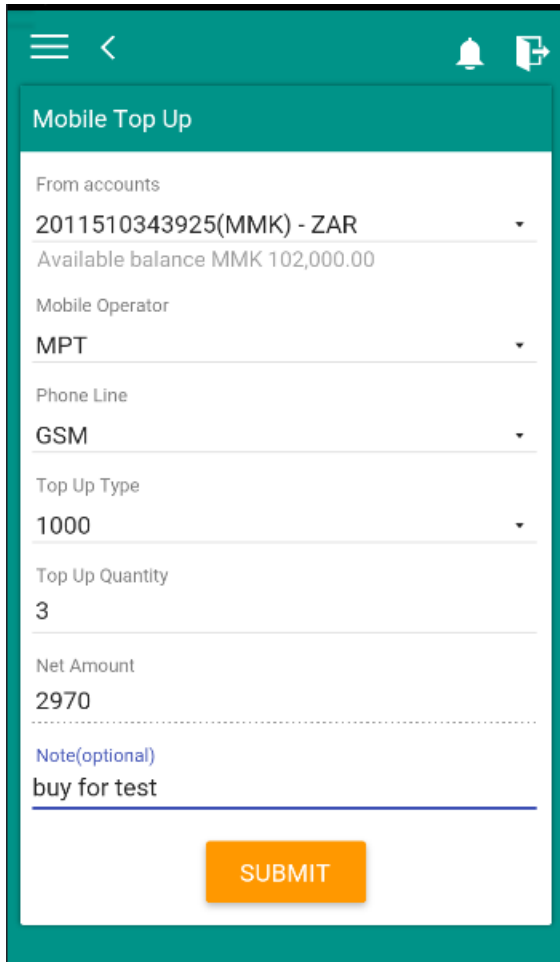 Mobile Top Up
From accounts
2011510343925(MMK) - ZAR
Available balance MMK 102,000.00
Mobile Operator
MPT
Phone Line
GSM
Top Up Type
1000
Top Up Quantity
3
Net Amount
2970
Note(optional)
buy for test
SUBMIT